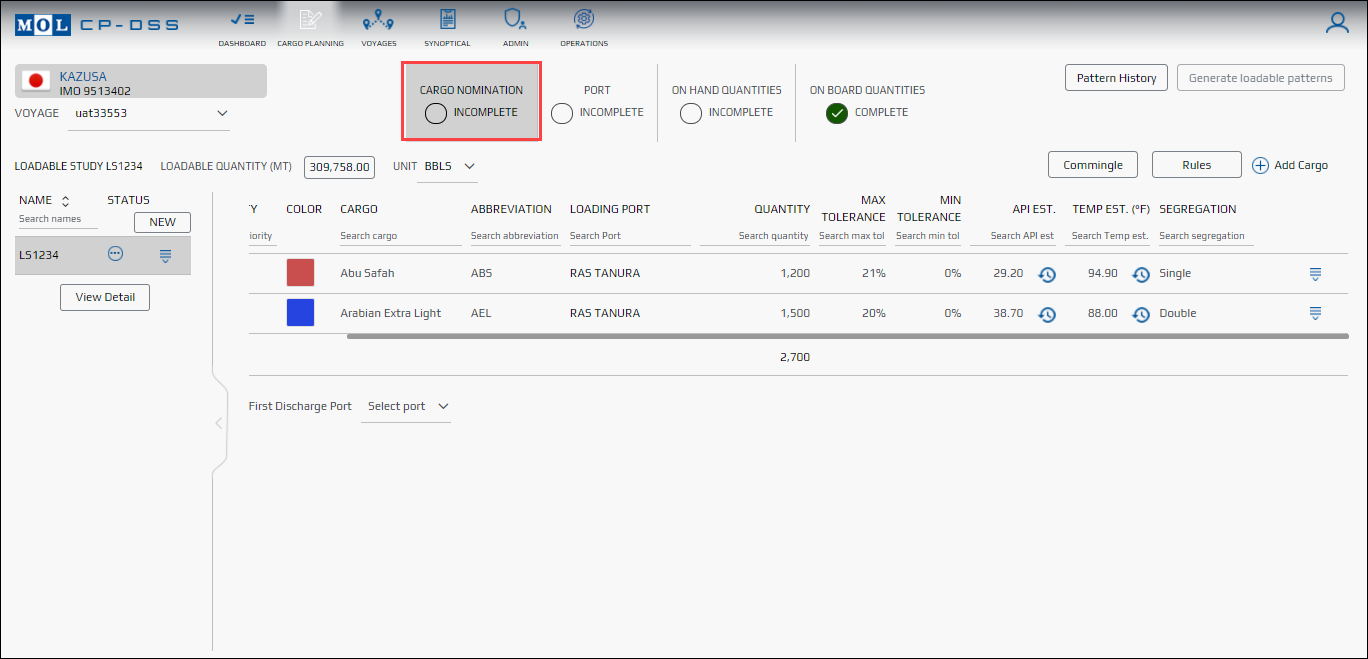 MOL CP-DSS
DASHBOARD CARGO PLANNING VOYAGES SYNOPTICAL ADMIN OPERATIONS
KAZUSA
IMO 9513402
VOYAGE uat33553
CARGO NOMINATION
INCOMPLETE
PORT
INCOMPLETE
ON HAND QUANTITIES
INCOMPLETE
ON BOARD QUANTITIES
COMPLETE
Pattern History Generate loadable patterns
LOADABLE STUDY LS1234 LOADABLE QUANTITY (MT) 309,758.00 UNIT BBLS
Commingle Rules Add Cargo
NAME STATUS
Search names NEW
LS1234
View Detail
TY COLOR CARGO ABBREVIATION LOADING PORT QUANTITY MAX TOLERANCE MIN TOLERANCE API EST. TEMP EST. (ºF) SEGREGATION
iority Search cargo Search abbreviation Search Port Search quantity Search max tol Search min tol Search API est Search Temp est. Search segregation
Abu Safah ABS RAS TANURA 1,200 21% 0% 29.20 94.90 Single
Arabian Extra Light AEL RAS TANURA 1,500 20% 0% 38.70 88.00 Double
2,700
First Discharge Port Select port